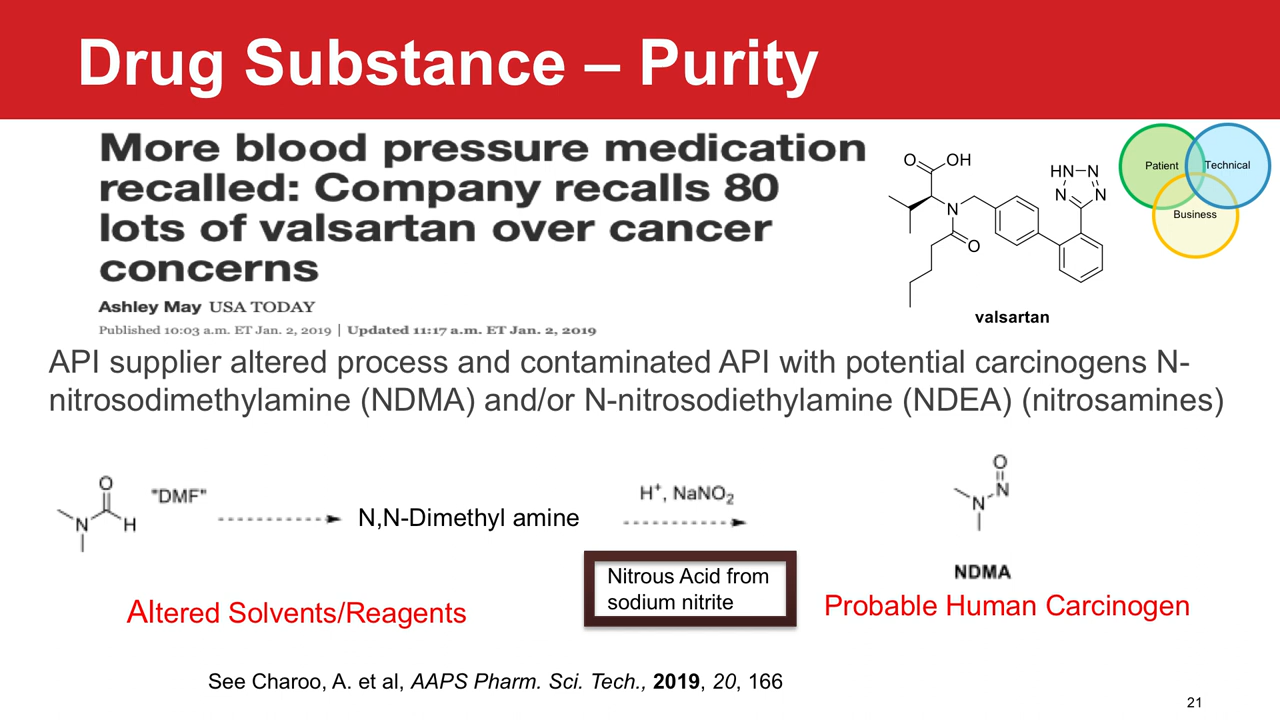 Drug Substance – Purity
More blood pressure medication
recalled: Company recalls 80
lots of valsartan over cancer
concerns
Ashley May USA TODAY
Published 10:03 a.m. ET Jan. 2, 2019 | Updated 11:17 a.m. ET Jan. 2, 2019
O
OH
N
O
HN
N
N
N
valsartan
Patient
Technical
Business
API supplier altered process and contaminated API with potential carcinogens N-
nitrosodimethylamine (NDMA) and/or N-nitrosodiethylamine (NDEA) (nitrosamines)
O
N
H
"DMF"
N,N-Dimethyl amine
H+, NaNO2
Nitrous Acid from
sodium nitrite
O
N
N
NDMA
Altered Solvents/Reagents
Probable Human Carcinogen
See Charoo, A. et al, AAPS Pharm. Sci. Tech., 2019, 20, 166
21